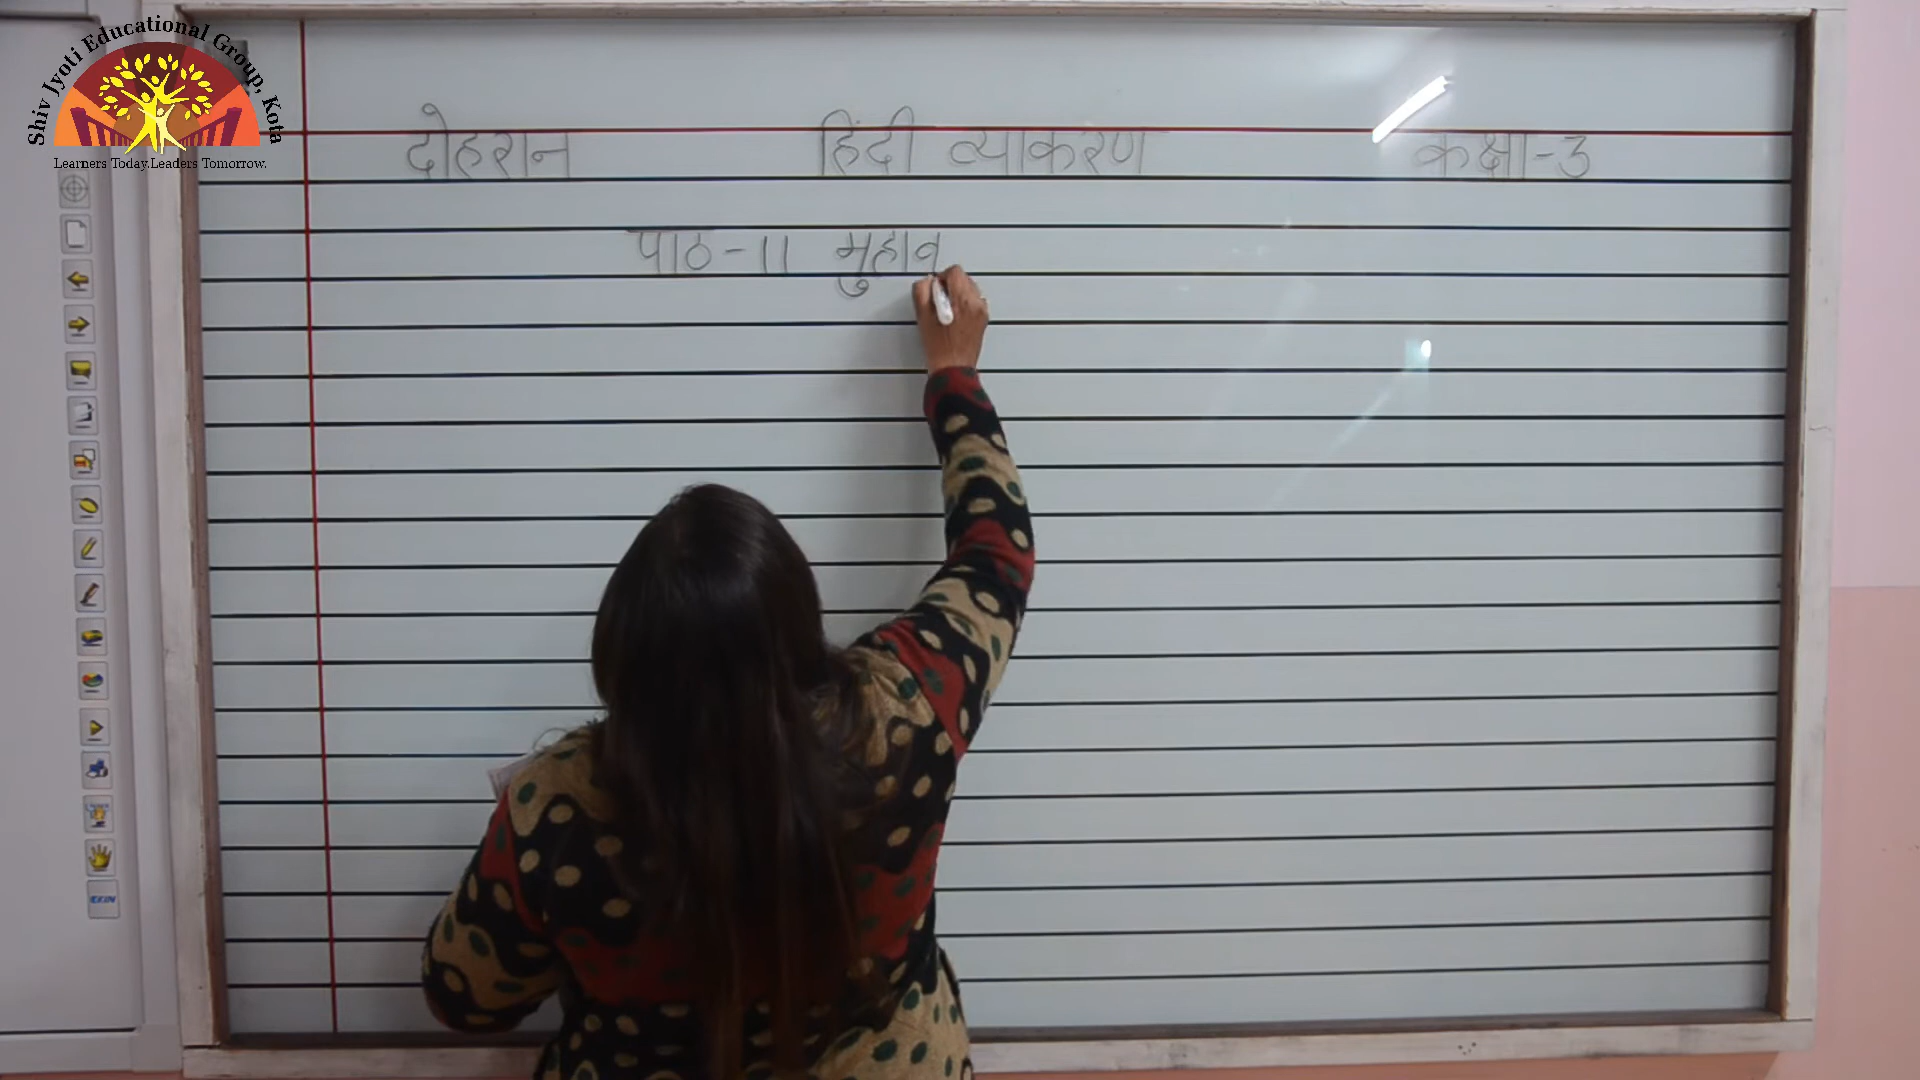 Shiv Jyoti Educational Group, Kota
Learners Today.Leaders Tomorrow.
दोहरान हिंदी व्याकरण कक्षा-3
पाठ-11 मुहाव